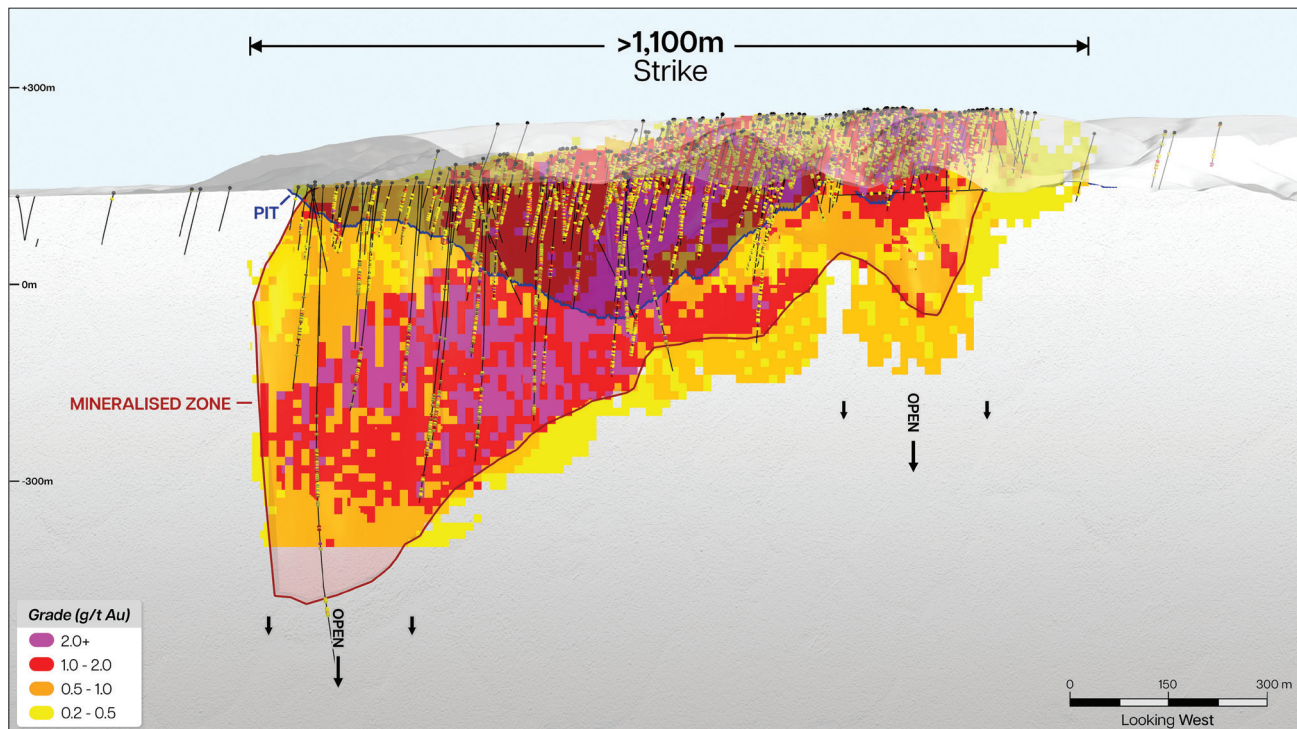 >1,100m
Strike
+300m
PIT
0m
MINERALISED ZONE
OPEN
-300m
OPEN
Grade (g/t Au)
2.0+
1.0 - 2.0
0.5 - 1.0
0.2 - 0.5
0 150 300 m
Looking West